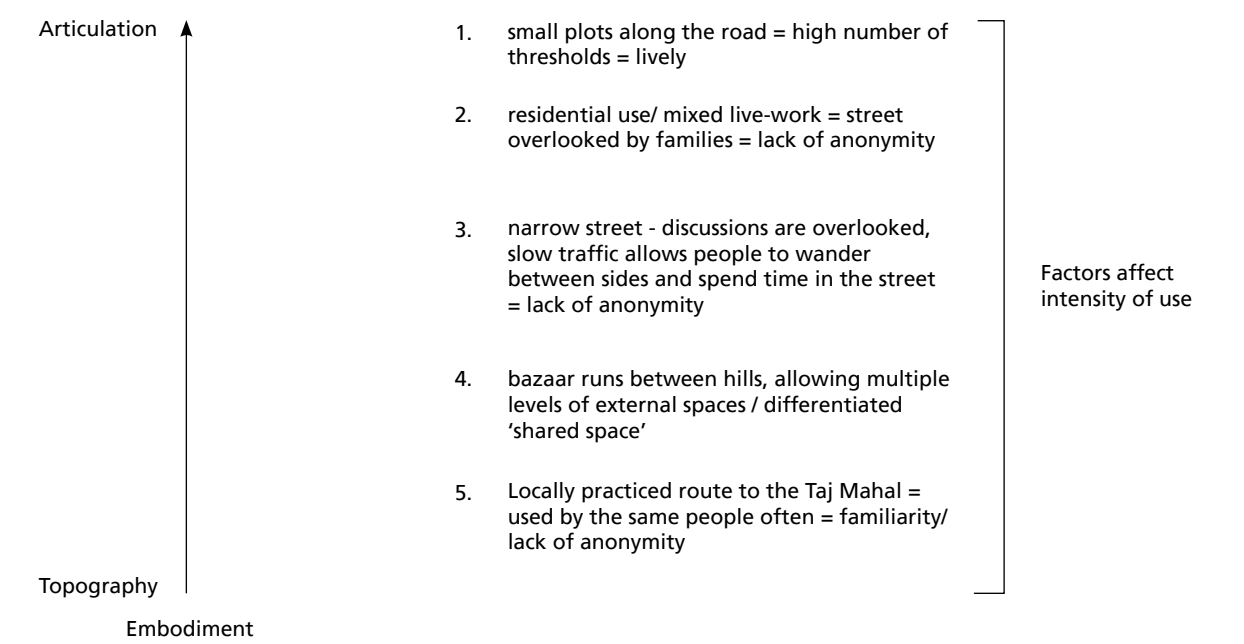 Articulation
1. small plots along the road = high number of
thresholds = lively
2. residential use/ mixed live-work = street
overlooked by families = lack of anonymity
3. narrow street - discussions are overlooked,
slow traffic allows people to wander
between sides and spend time in the street
= lack of anonymity
Factors affect
intensity of use
4. bazaar runs between hills, allowing multiple
levels of external spaces / differentiated
‘shared space’
5. Locally practiced route to the Taj Mahal =
used by the same people often = familiarity/
lack of anonymity
Topography
Embodiment